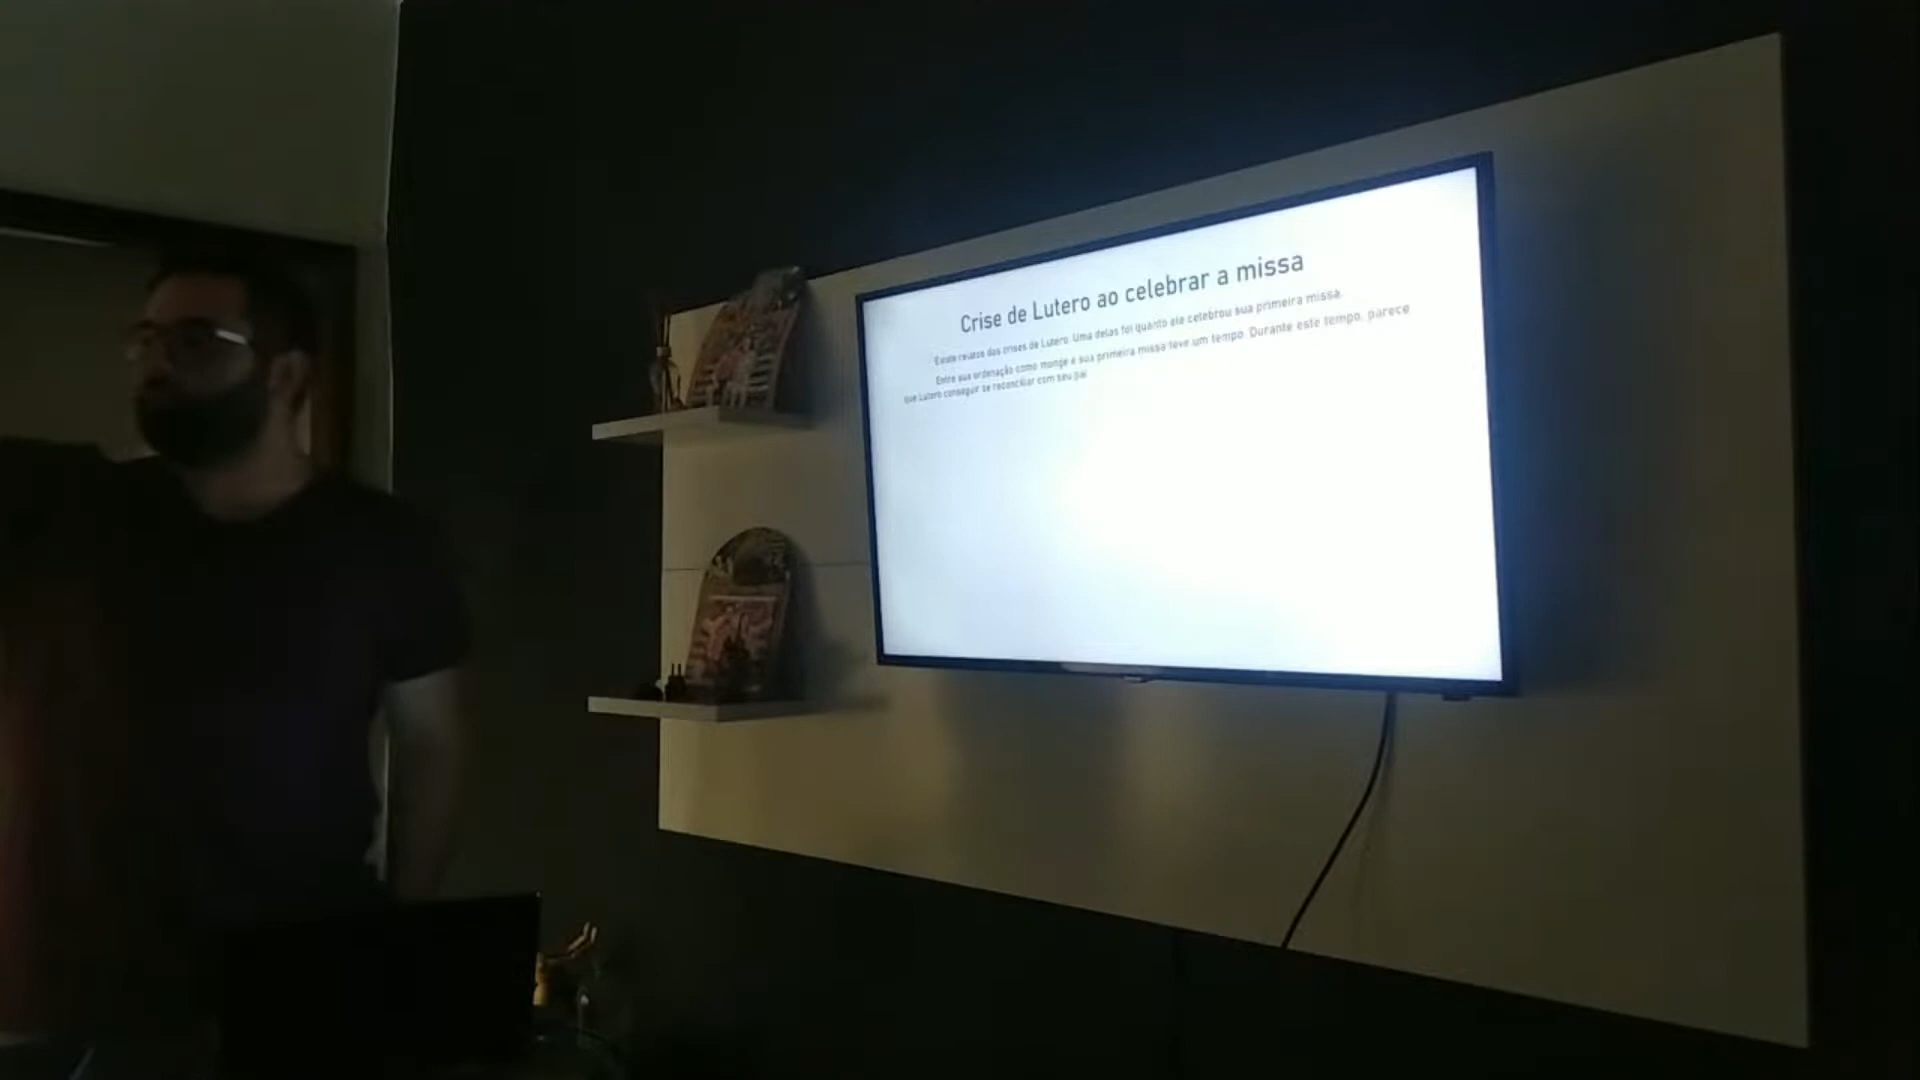 Crise de Lutero ao celebrar a missa
Existe relatos das crises de Lutero. Uma delas foi quanto ele celebrou sua primeira missa.
Entre sua ordenação como monge e sua primeira missa teve um tempo. Durante este tempo, parece
que Lutero conseguir se reconciliar com seu pai